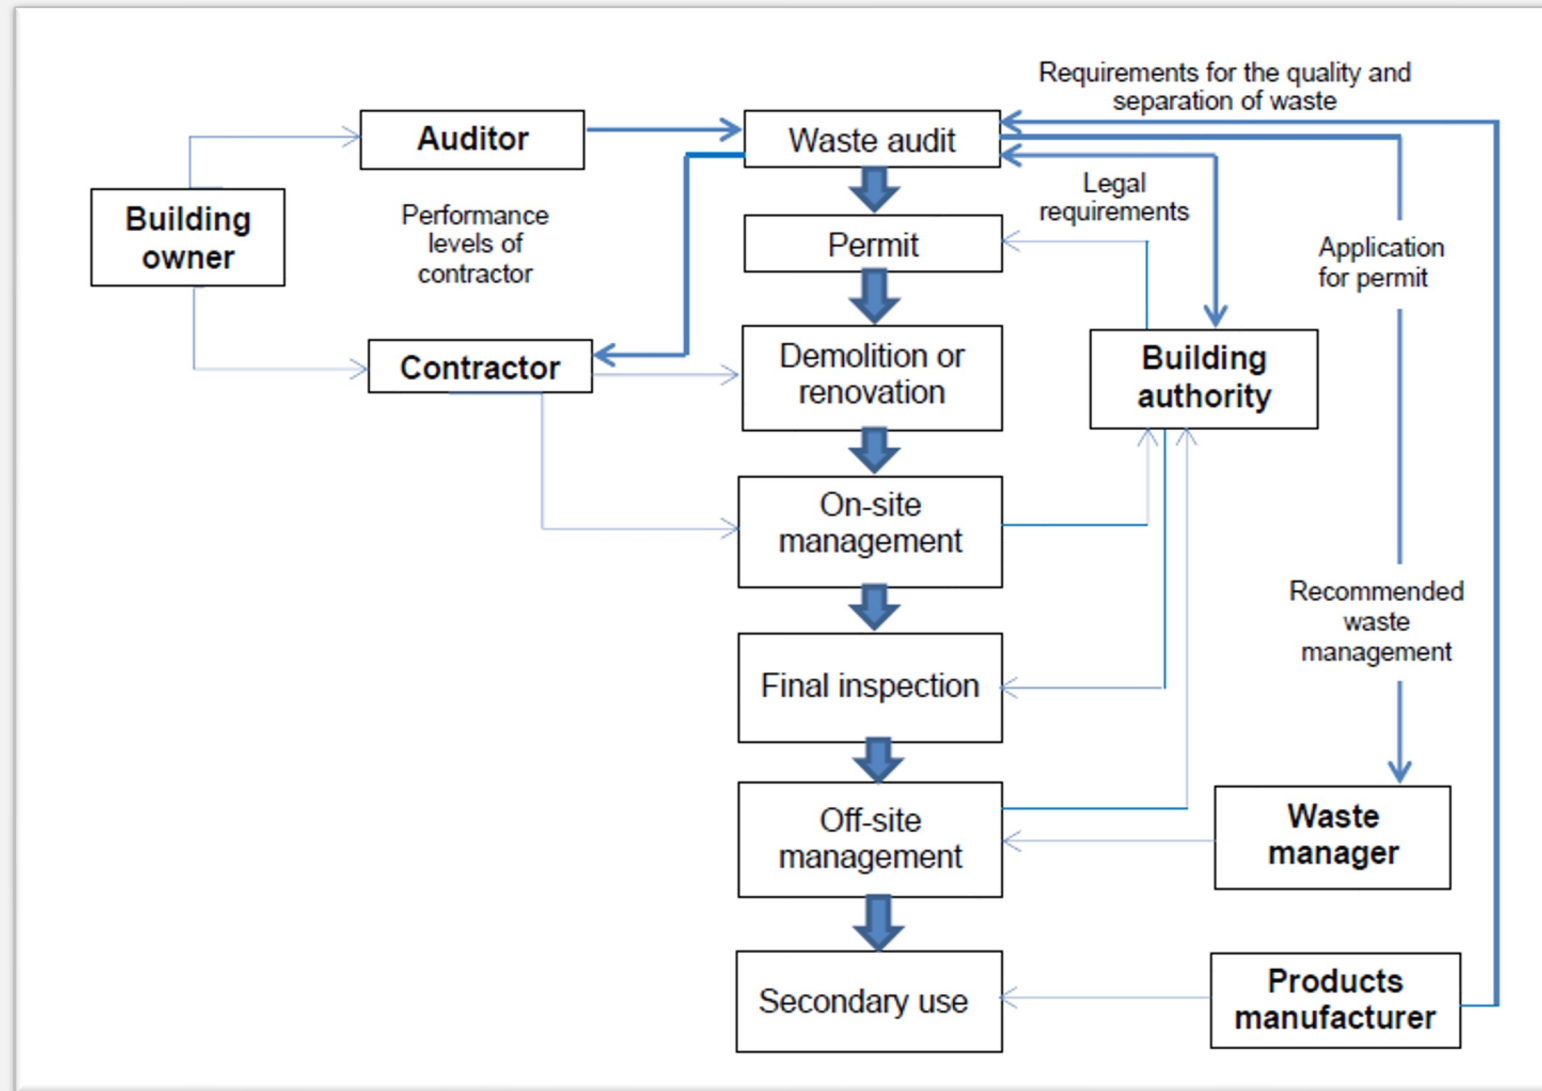 Requirements for the quality and
separation of waste
Auditor
Waste audit
Legal
requirements
Building
owner
Performance
levels of
contractor
Permit
Application
for permit
Contractor
Demolition or
renovation
Building
authority
On-site
management
Recommended
waste
management
Final inspection
Off-site
management
Waste
manager
Secondary use
Products
manufacturer